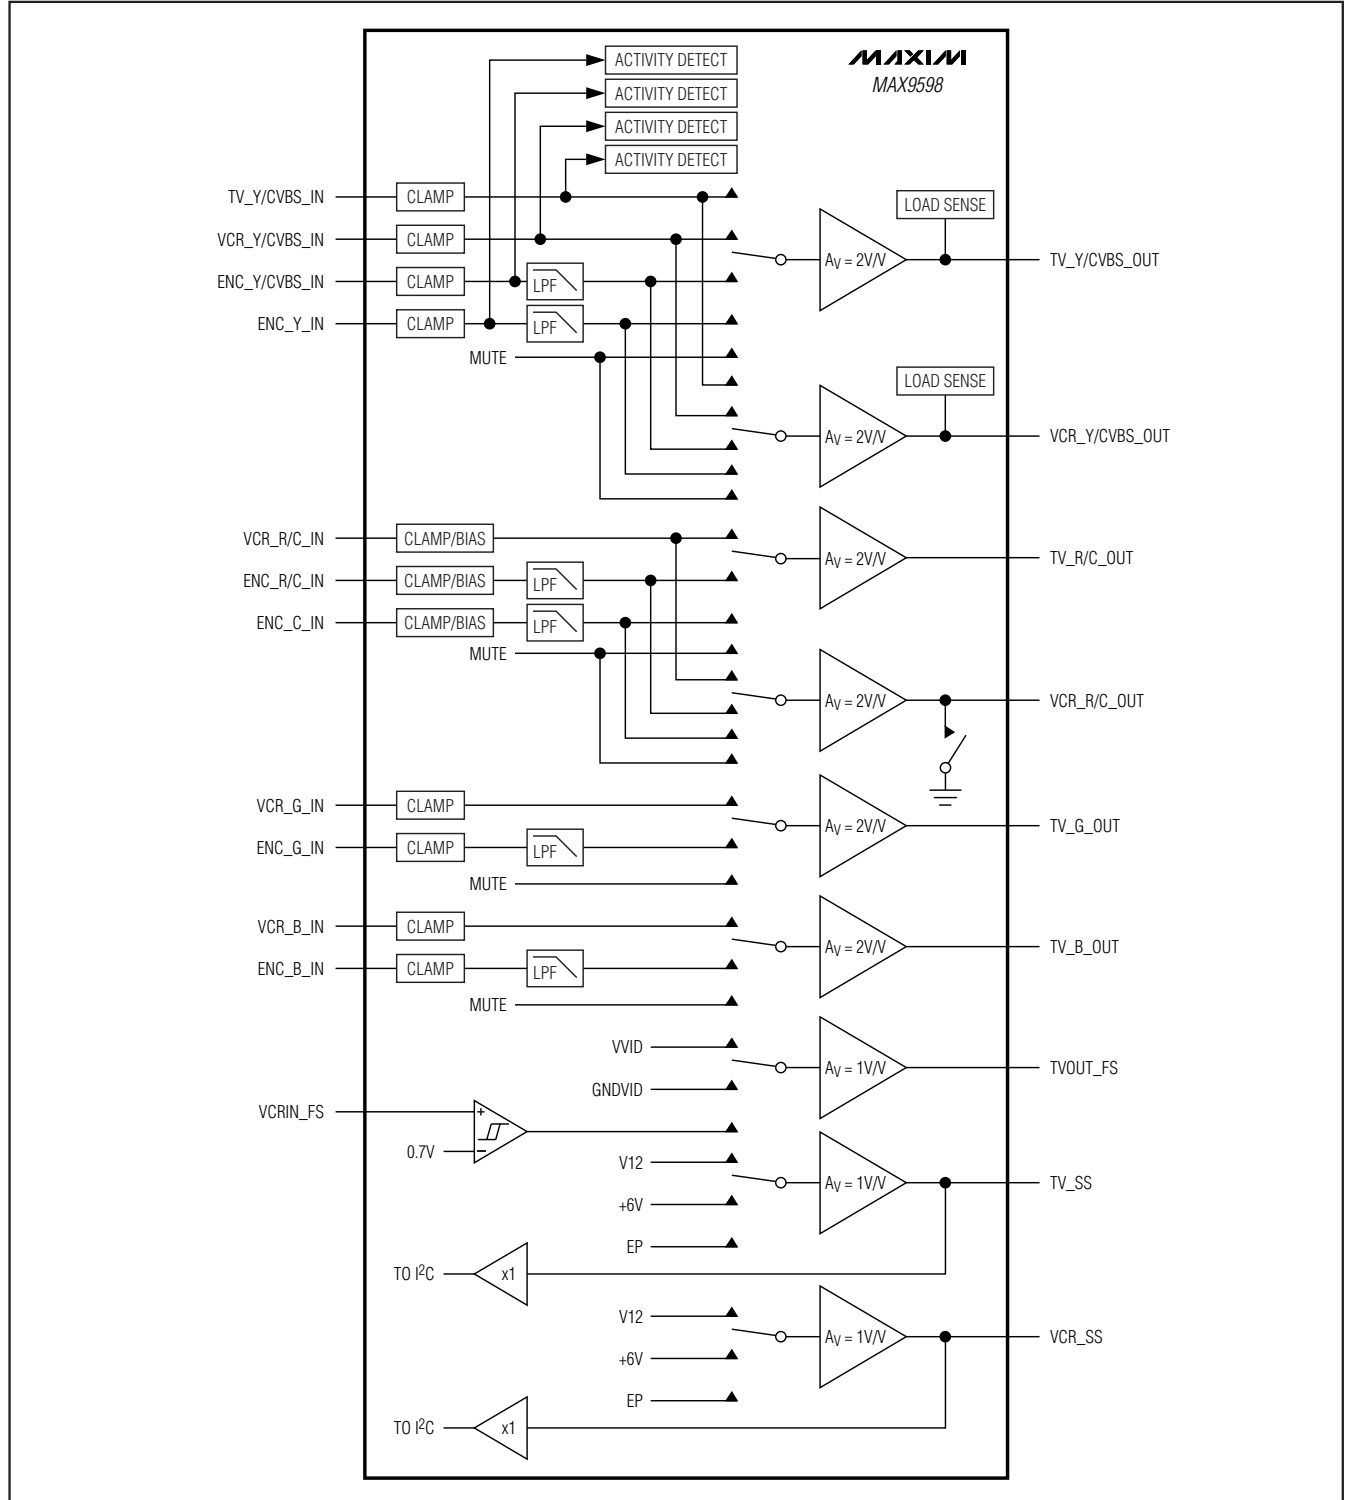 MAXIM
MAX9598
ACTIVITY DETECT
ACTIVITY DETECT
ACTIVITY DETECT
ACTIVITY DETECT
TV_Y/CVBS_IN
CLAMP
LOAD SENSE
VCR_Y/CVBS_IN
CLAMP
AV = 2V/V
TV_Y/CVBS_OUT
ENC_Y/CVBS_IN
CLAMP
LPF
ENC_Y_IN
CLAMP
LPF
MUTE
LOAD SENSE
AV = 2V/V
VCR_Y/CVBS_OUT
VCR_R/C_IN
CLAMP/BIAS
AV = 2V/V
TV_R/C_OUT
ENC_R/C_IN
CLAMP/BIAS
LPF
ENC_C_IN
CLAMP/BIAS
LPF
MUTE
AV = 2V/V
VCR_R/C_OUT
VCR_G_IN
CLAMP
AV = 2V/V
TV_G_OUT
ENC_G_IN
CLAMP
LPF
MUTE
VCR_B_IN
CLAMP
AV = 2V/V
TV_B_OUT
ENC_B_IN
CLAMP
LPF
MUTE
VVID
AV = 1V/V
TVOUT_FS
GNDVID
VCRIN_FS
+
0.7V
−
V12
AV = 1V/V
TV_SS
+6V
EP
TO I²C
x1
V12
AV = 1V/V
VCR_SS
+6V
EP
TO I²C
x1